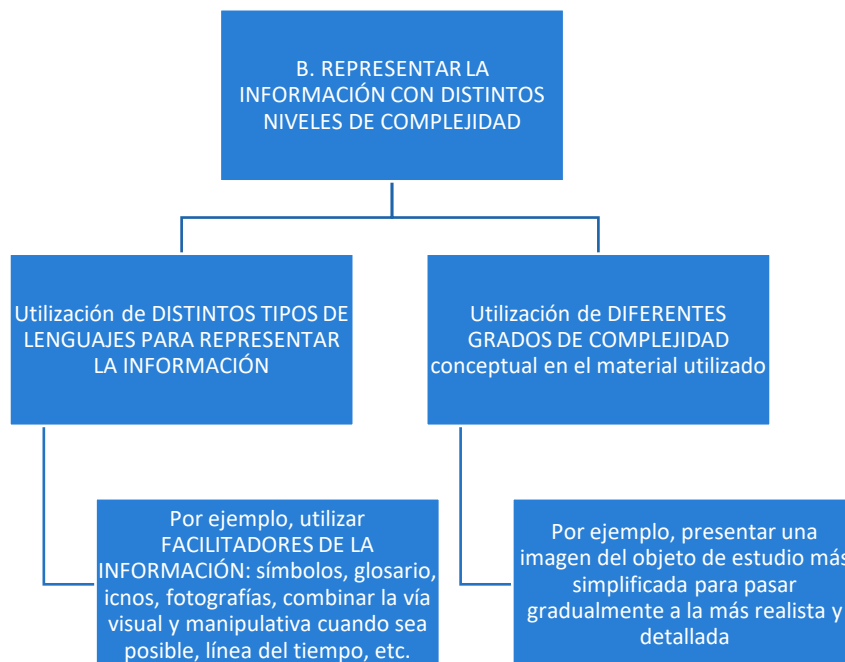 B. REPRESENTAR LA
INFORMACIÓN CON DISTINTOS
NIVELES DE COMPLEJIDAD
Utilización de DISTINTOS TIPOS DE
LENGUAJES PARA REPRESENTAR
LA INFORMACIÓN
Utilización de DIFERENTES
GRADOS DE COMPLEJIDAD
conceptual en el material utilizado
Por ejemplo, utilizar
FACILITADORES DE LA
INFORMACIÓN: símbolos, glosario,
icnos, fotografías, combinar la vía
visual y manipulativa cuando sea
posible, línea del tiempo, etc.
Por ejemplo, presentar una
imagen del objeto de estudio más
simplificada para pasar
gradualmente a la más realista y
detallada